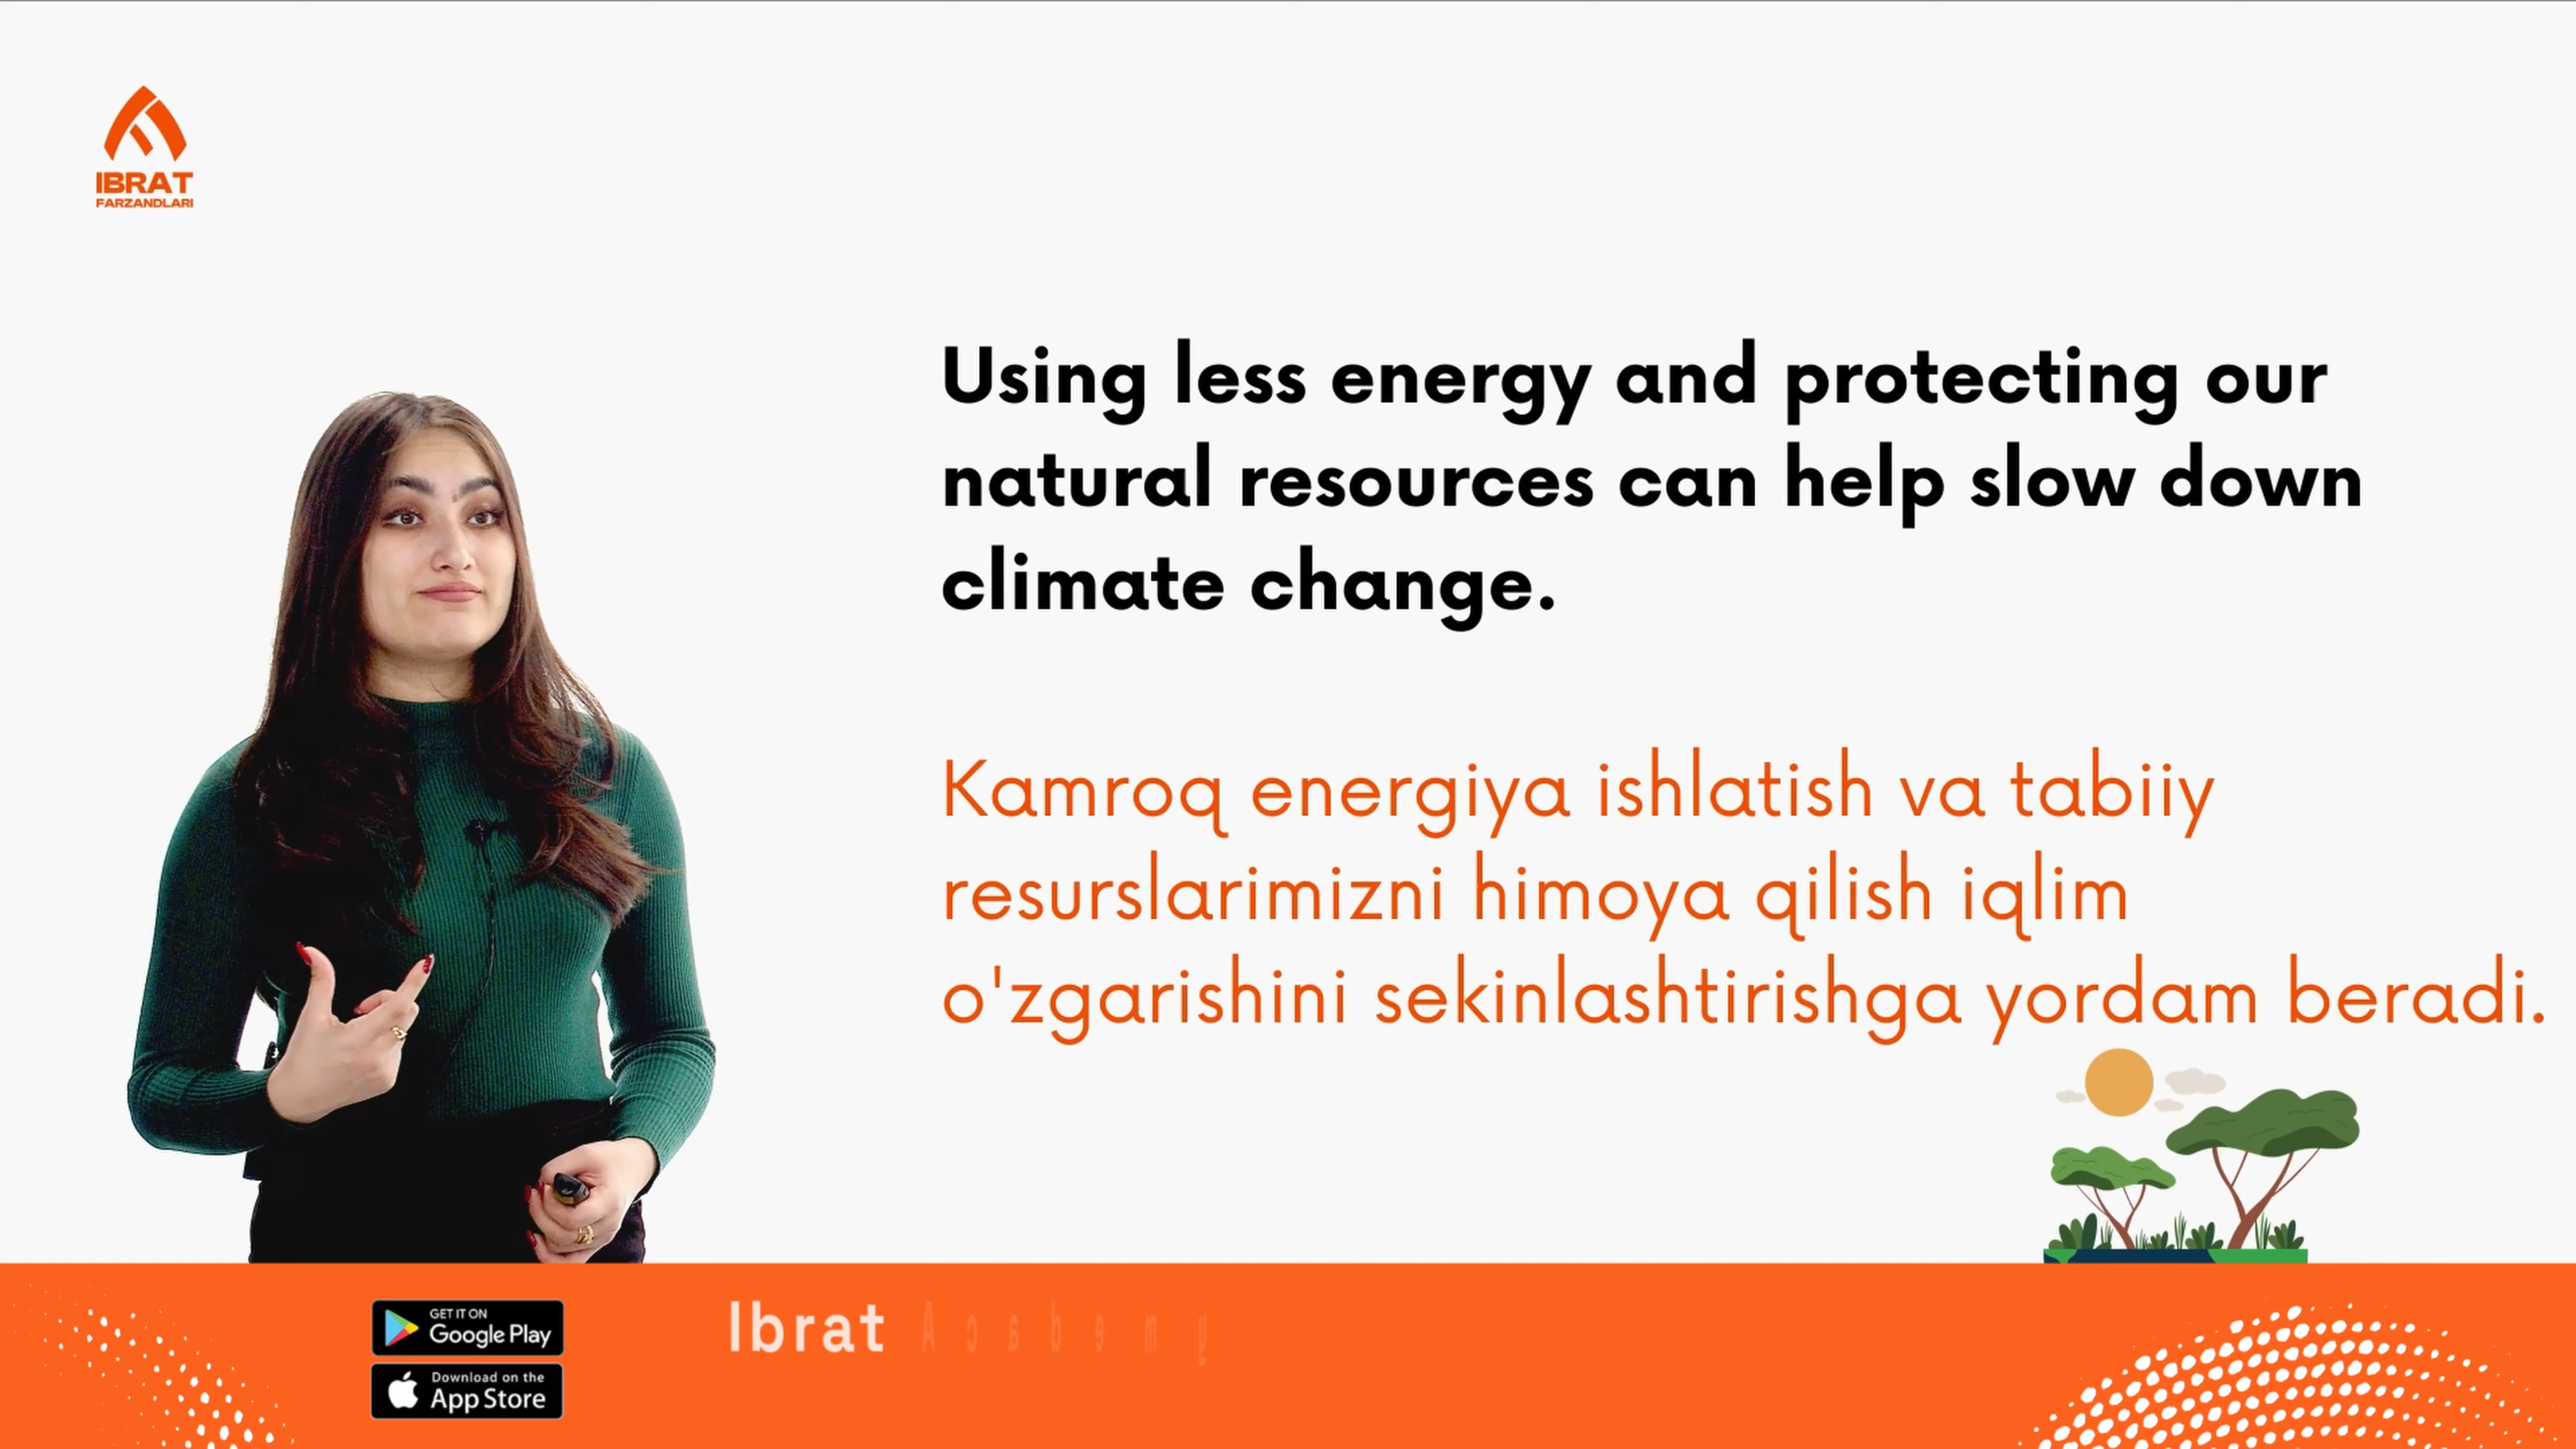 IBRAT
FARZANDLARI
Using less energy and protecting our
natural resources can help slow down
climate change.
Kamroq energiya ishlatish va tabiiy
resurslarimizni himoya qilish iqlim
o'zgarishini sekinlashtirishga yordam beradi.
GET IT ON
Google Play
Download on the
App Store
Ibrat Academy